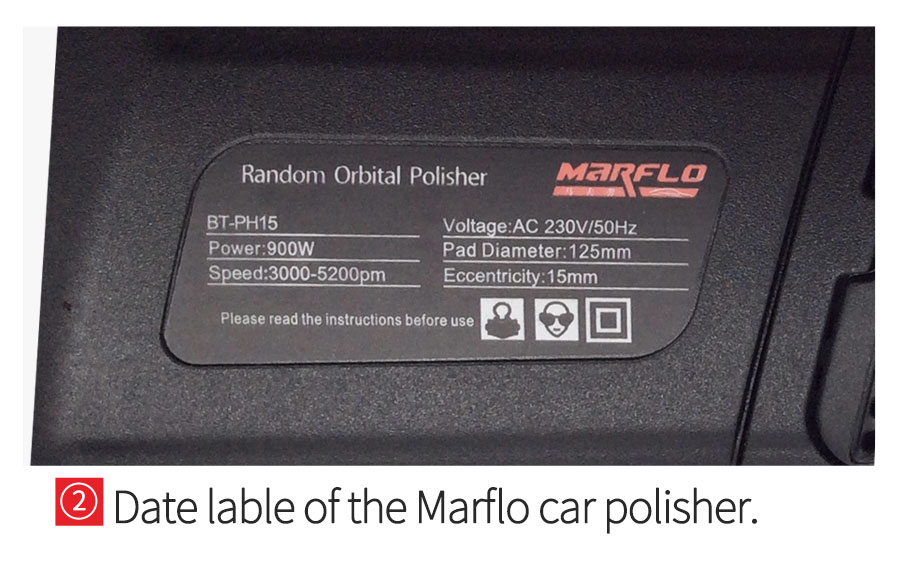 Random Orbital Polisher
MARFLO
BT-PH15
Power:900W
Speed:3000-5200pm
Voltage:AC 230V/50Hz
Pad Diameter:125mm
Eccentricity:15mm
Please read the instructions before use
2 Date lable of the Marflo car polisher.